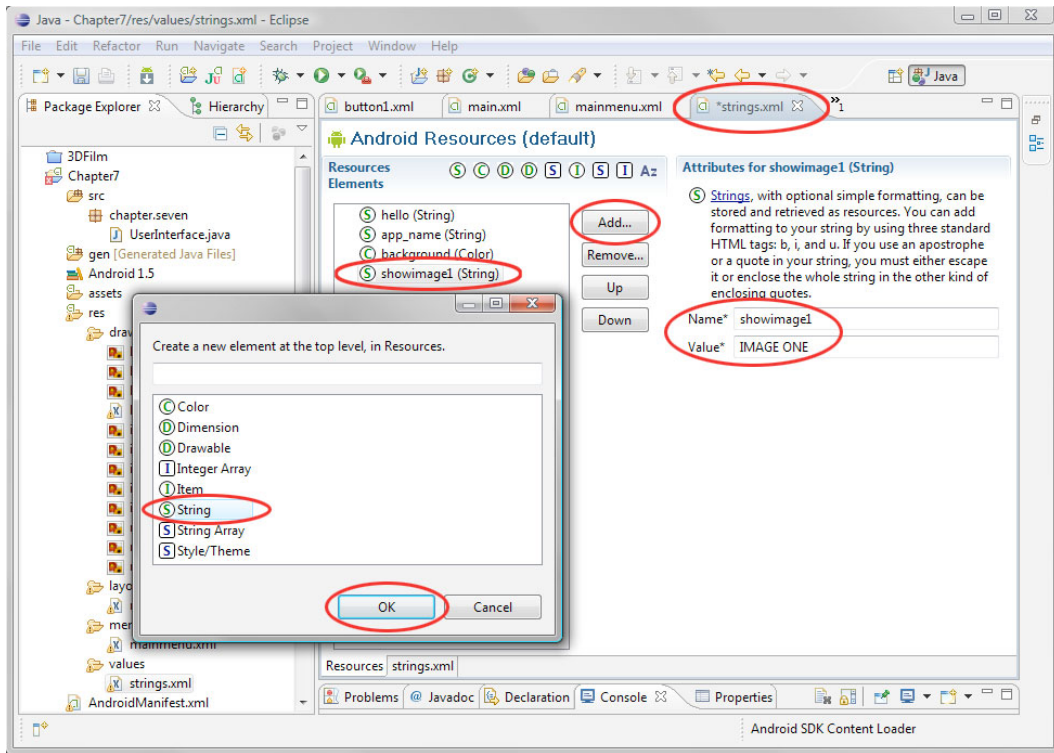 Java - Chapter7/res/values/strings.xml - Eclipse
File Edit Refactor Run Navigate Search Project Window Help
Java
Package Explorer
Hierarchy
button1.xml
main.xml
mainmenu.xml
*strings.xml
»1
3DFilm
Chapter7
src
chapter.seven
UserInterface.java
gen [Generated Java Files]
Android 1.5
assets
res
layo
mainmenu.xml
values
strings.xml
AndroidManifest.xml
Android Resources (default)
Resources
Elements
S C D D S I S I Az
S hello (String)
S app_name (String)
C background (Color)
S showimage1 (String)
Add...
Remove...
Up
Down
Attributes for showimage1 (String)
S Strings, with optional simple formatting, can be
stored and retrieved as resources. You can add
formatting to your string by using three standard
HTML tags: b, i, and u. If you use an apostrophe
or a quote in your string, you must either escape
it or enclose the whole string in the other kind of
enclosing quotes.
Name* showimage1
Value* IMAGE ONE
Create a new element at the top level, in Resources.
C Color
D Dimension
D Drawable
I Integer Array
I Item
S String
S String Array
S Style/Theme
OK
Cancel
Resources strings.xml
Problems @ Javadoc Declaration Console Properties
Android SDK Content Loader